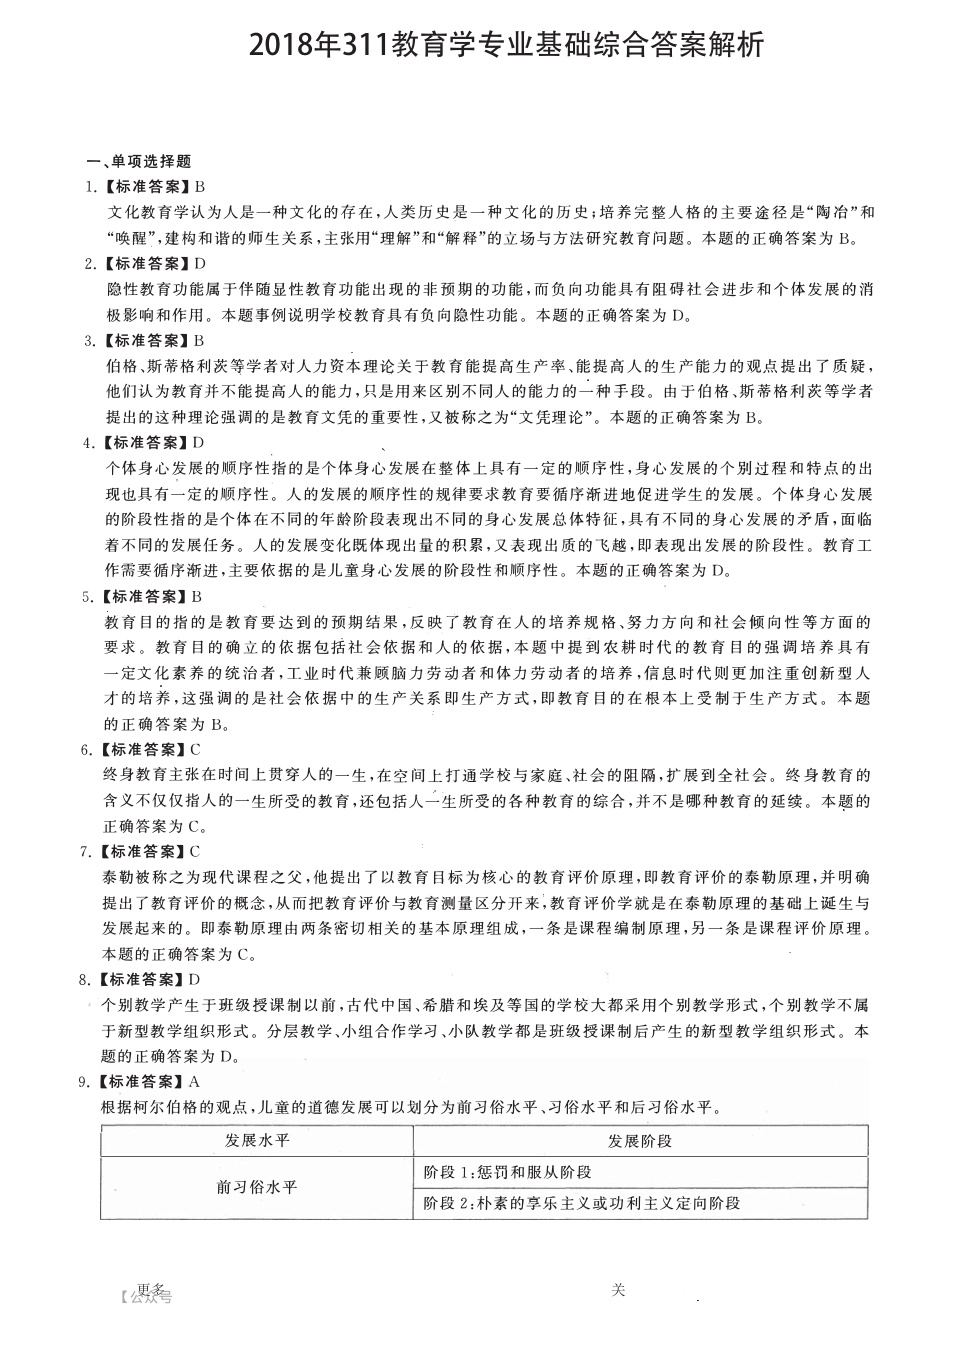 2018年311教育学专业基础综合答案解析
一、单项选择题
1.【标准答案】B
文化教育学认为人是一种文化的存在,人类历史是一种文化的历史;培养完整人格的主要途径是“陶冶”和
“唤醒”,建构和谐的师生关系,主张用“理解”和“解释”的立场与方法研究教育问题。本题的正确答案为 B。
2.【标准答案】D
隐性教育功能属于伴随显性教育功能出现的非预期的功能,而负向功能具有阻碍社会进步和个体发展的消
极影响和作用。本题事例说明学校教育具有负向隐性功能。本题的正确答案为 D。
3.【标准答案】B
伯格、斯蒂格利茨等学者对人力资本理论关于教育能提高生产率、能提高人的生产能力的观点提出了质疑,
他们认为教育并不能提高人的能力,只是用来区别不同人的能力的一种手段。由于伯格、斯蒂格利茨等学者
提出的这种理论强调的是教育文凭的重要性,又被称之为“文凭理论”。本题的正确答案为 B。
4.【标准答案】D
个体身心发展的顺序性指的是个体身心发展在整体上具有一定的顺序性,身心发展的个别过程和特点的出
现也具有一定的顺序性。人的发展的顺序性的规律要求教育要循序渐进地促进学生的发展。个体身心发展
的阶段性指的是个体在不同的年龄阶段表现出不同的身心发展总体特征,具有不同的身心发展的矛盾,面临
着不同的发展任务。人的发展变化既体现出量的积累,又表现出质的飞越,即表现出发展的阶段性。教育工
作需要循序渐进,主要依据的是儿童身心发展的阶段性和顺序性。本题的正确答案为 D。
5.【标准答案】B
教育目的指的是教育要达到的预期结果,反映了教育在人的培养规格、努力方向和社会倾向性等方面的
要求。教育目的确立的依据包括社会依据和人的依据,本题中提到农耕时代的教育目的强调培养具有
一定文化素养的统治者,工业时代兼顾脑力劳动者和体力劳动者的培养,信息时代则更加注重创新型人
才的培养,这强调的是社会依据中的生产关系即生产方式,即教育目的在根本上受制于生产方式。本题
的正确答案为 B。
6.【标准答案】C
终身教育主张在时间上贯穿人的一生,在空间上打通学校与家庭、社会的阻隔,扩展到全社会。终身教育的
含义不仅仅指人的一生所受的教育,还包括人一生所受的各种教育的综合,并不是哪种教育的延续。本题的
正确答案为 C。
7.【标准答案】C
泰勒被称之为现代课程之父,他提出了以教育目标为核心的教育评价原理,即教育评价的泰勒原理,并明确
提出了教育评价的概念,从而把教育评价与教育测量区分开来,教育评价学就是在泰勒原理的基础上诞生与
发展起来的。即泰勒原理由两条密切相关的基本原理组成,一条是课程编制原理,另一条是课程评价原理。
本题的正确答案为 C。
8.【标准答案】D
个别教学产生于班级授课制以前,古代中国、希腊和埃及等国的学校大都采用个别教学形式,个别教学不属
于新型教学组织形式。分层教学、小组合作学习、小队教学都是班级授课制后产生的新型教学组织形式。本
题的正确答案为 D。
9.【标准答案】A
根据柯尔伯格的观点,儿童的道德发展可以划分为前习俗水平、习俗水平和后习俗水平。
发展水平 发展阶段
前习俗水平
阶段 1:惩罚和服从阶段
阶段 2:朴素的享乐主义或功利主义定向阶段
更多 关
【公众号